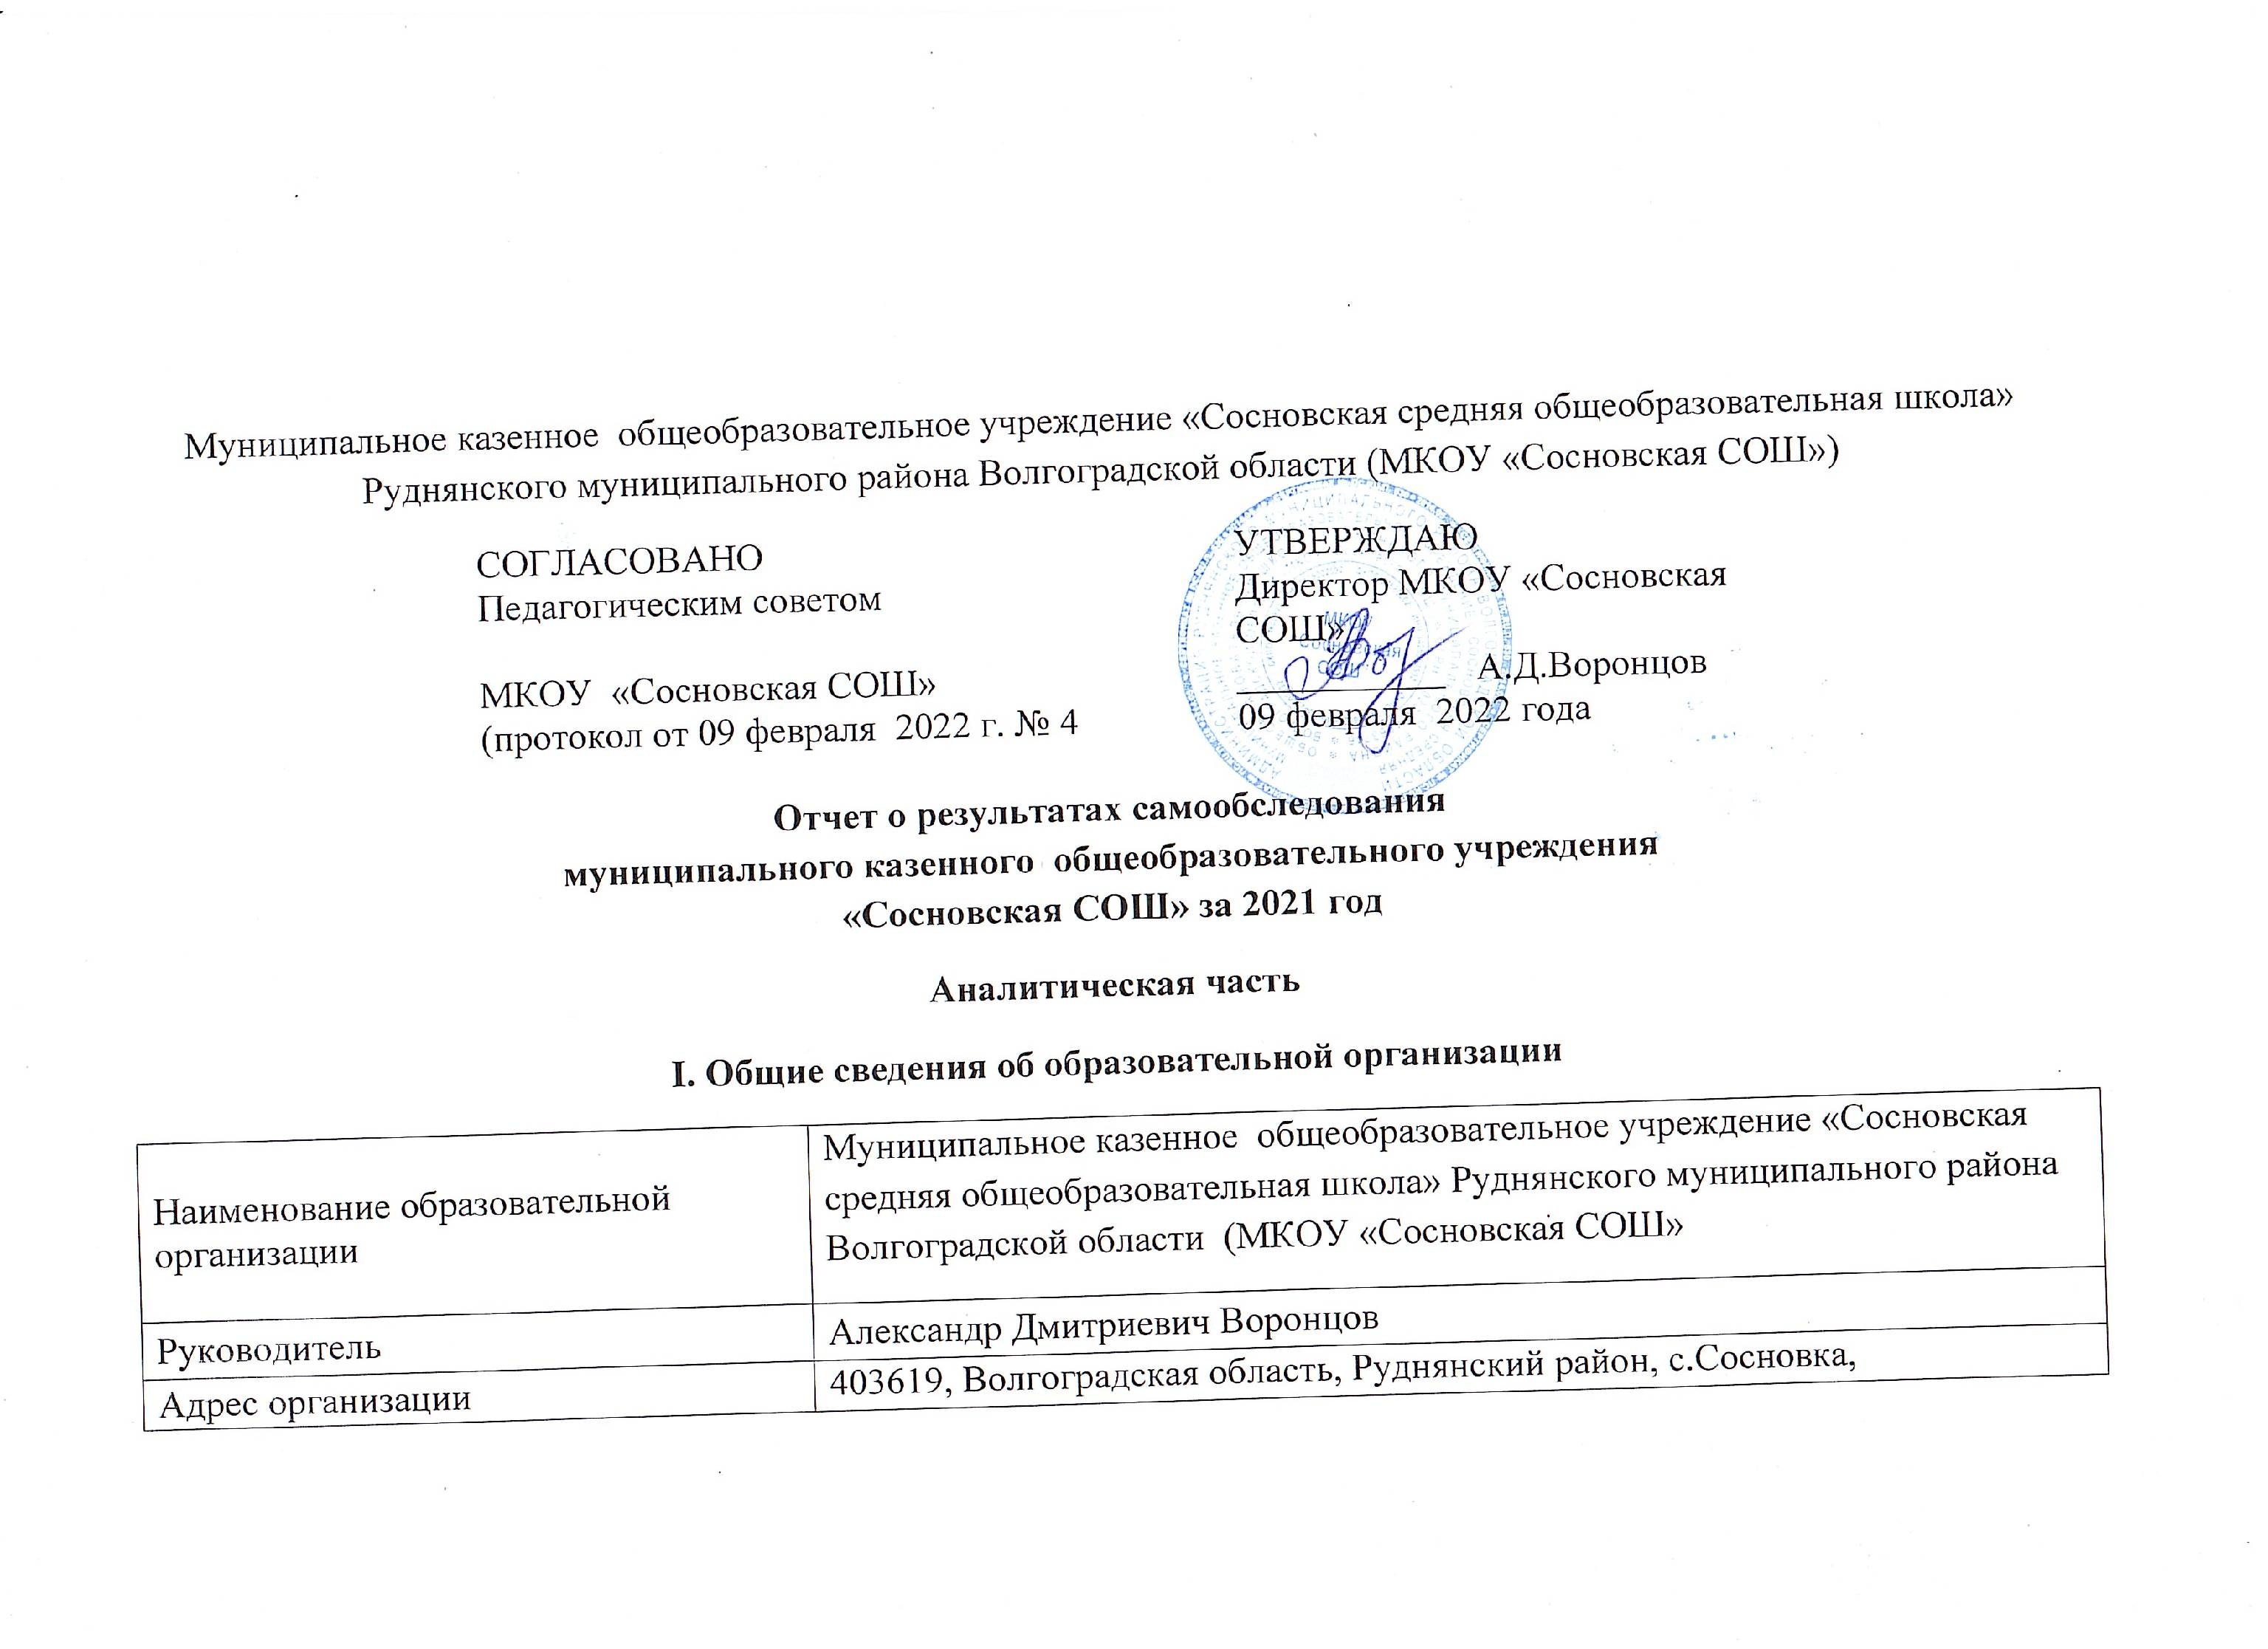 Муниципальное казенное общеобразовательное учреждение «Сосновская средняя общеобразовательная школа»
Руднянского муниципального района Волгоградской области (МКОУ «Сосновская СОШ»)
СОГЛАСОВАНО
Педагогическим советом
МКОУ «Сосновская СОШ»
(протокол от 09 февраля 2022 г. № 4
УТВЕРЖДАЮ
Директор МКОУ «Сосновская
СОШ»
А.Д.Воронцов
09 февраля 2022 года
МКОУ
Сосновская
СОШ
Отчет о результатах самообследования
муниципального казенного общеобразовательного учреждения
«Сосновская СОШ» за 2021 год
Аналитическая часть
I. Общие сведения об образовательной организации
Наименование образовательной
организации
Муниципальное казенное общеобразовательное учреждение «Сосновская
средняя общеобразовательная школа» Руднянского муниципального района
Волгоградской области (МКОУ «Сосновская СОШ»
Руководитель
Александр Дмитриевич Воронцов
Адрес организации
403619, Волгоградская область, Руднянский район, с.Сосновка,